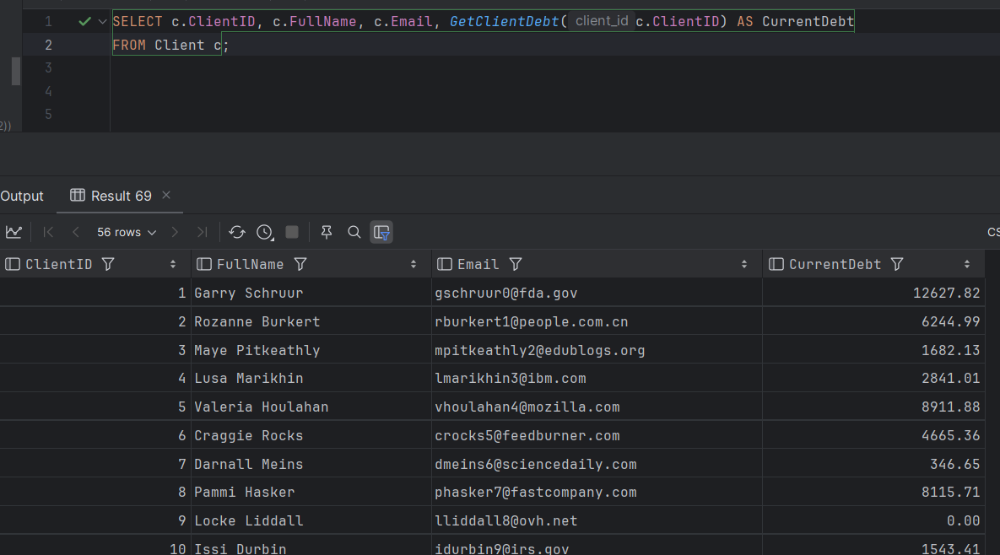 1 SELECT c.ClientID, c.FullName, c.Email, GetClientDebt( client_id c.ClientID) AS CurrentDebt
2 FROM Client c;
3
4
5
2))
Output Result 69
56 rows CS
ClientID FullName Email CurrentDebt
1 Garry Schruur gschruur0@fda.gov 12627.82
2 Rozanne Burkert rburkert1@people.com.cn 6244.99
3 Maye Pitkeathly mpitkeathly2@edublogs.org 1682.13
4 Lusa Marikhin lmarikhin3@ibm.com 2841.01
5 Valeria Houlahan vhoulahan4@mozilla.com 8911.88
6 Craggie Rocks crocks5@feedburner.com 4665.36
7 Darnall Meins dmeins6@sciencedaily.com 346.65
8 Pammi Hasker phasker7@fastcompany.com 8115.71
9 Locke Liddall lliddall8@ovh.net 0.00
10 Issi Durbin idurbin9@irs.gov 1543.41